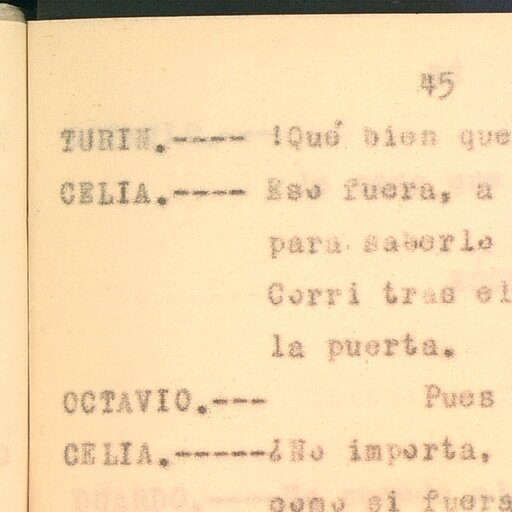 45
TURIN.---- ¡Qué bien que
CELIA.---- Eso fuera, a
para saberlo
Corri tras el
la puerta.
OCTAVIO.--- Pues
CELIA.-----¿No importa,
como si fuera